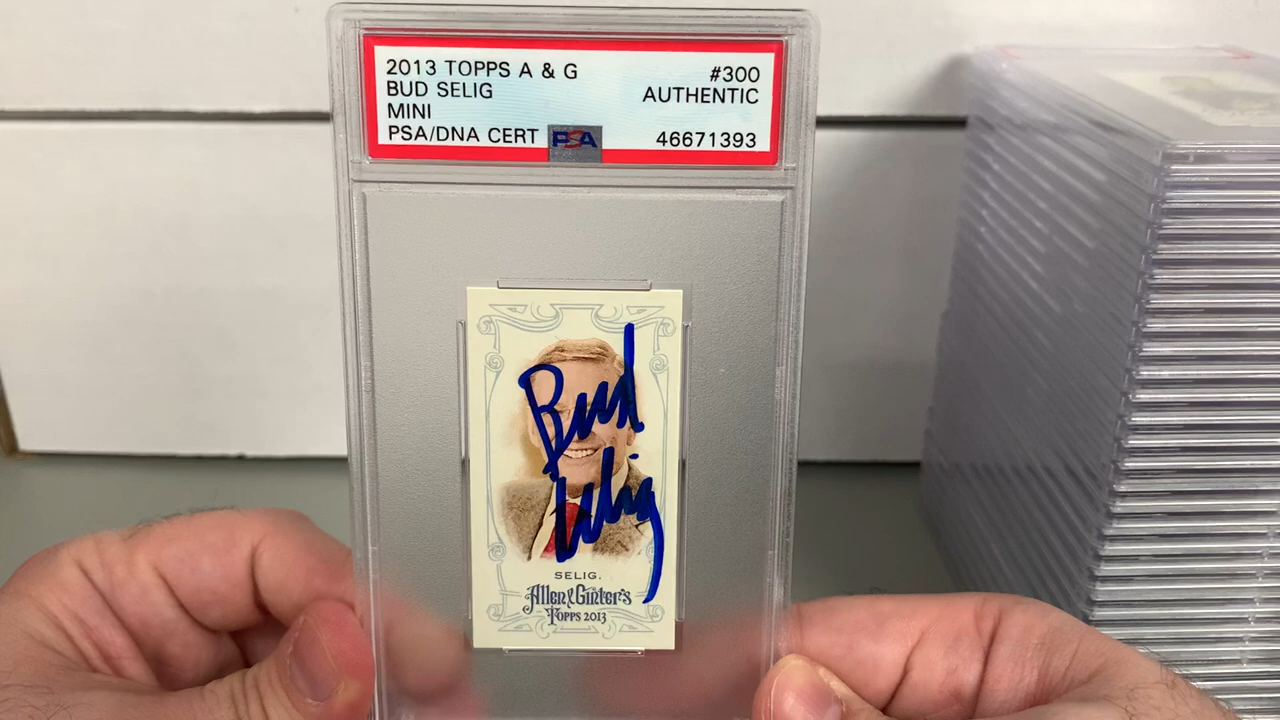 2013 TOPPS A & G #300
BUD SELIG AUTHENTIC
MINI
PSA/DNA CERT PSA 46671393
Bud
Selig
SELIG.
Allen & Ginter's
TOPPS 2013